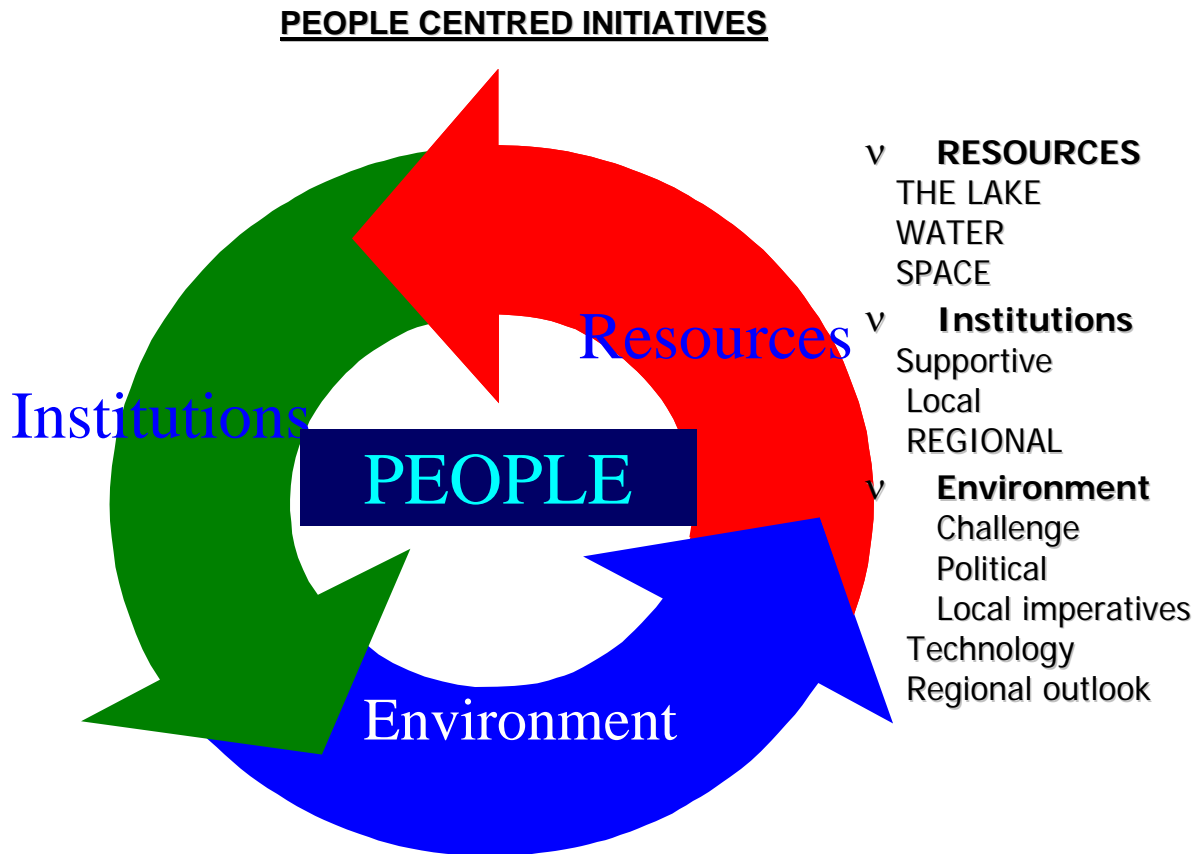 PEOPLE CENTRED INITIATIVES
Resources
Institutions
PEOPLE
Environment
ν RESOURCES
THE LAKE
WATER
SPACE
ν Institutions
Supportive
Local
REGIONAL
ν Environment
Challenge
Political
Local imperatives
Technology
Regional outlook